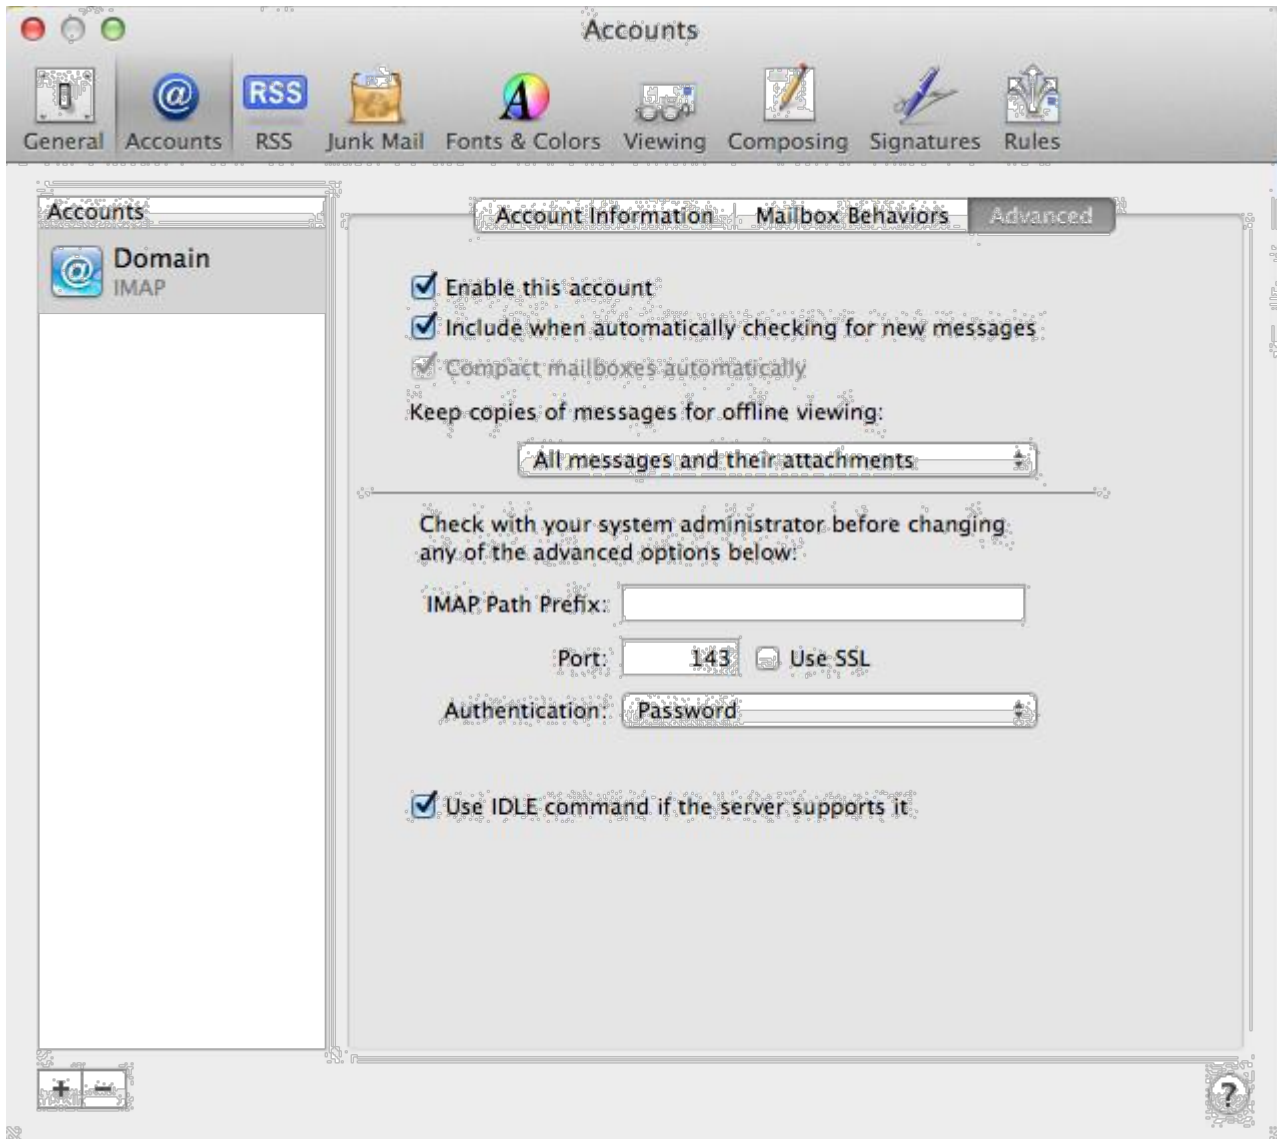 Accounts
General
Accounts
RSS
RSS
Junk Mail
Fonts & Colors
Viewing
Composing
Signatures
Rules
Accounts
Domain
IMAP
Account Information
Mailbox Behaviors
Advanced
Enable this account
Include when automatically checking for new messages
Compact mailboxes automatically
Keep copies of messages for offline viewing:
All messages and their attachments
Check with your system administrator before changing
any of the advanced options below:
IMAP Path Prefix:
Port: 143 Use SSL
Authentication: Password
Use IDLE command if the server supports it